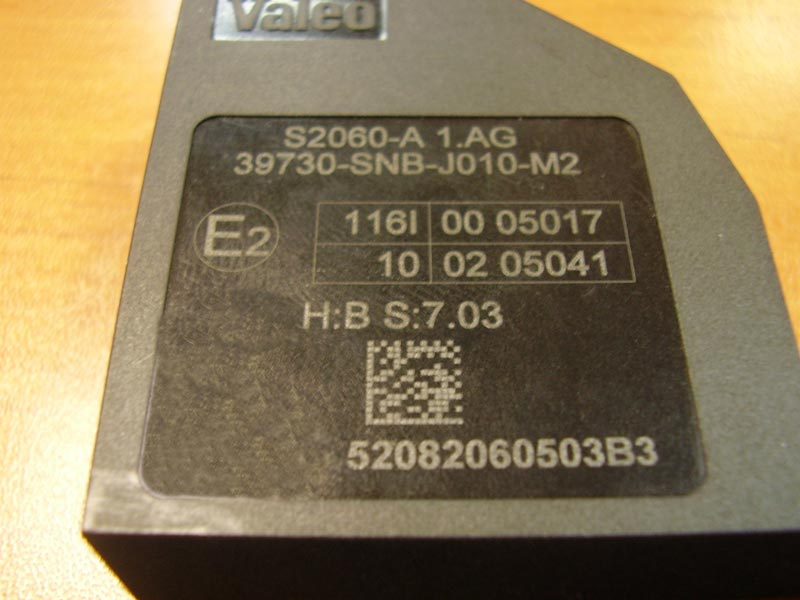 Valeo
S2060-A 1.AG
39730-SNB-J010-M2
E2
116I 00 05017
10 02 05041
H:B S:7.03
52082060503B3